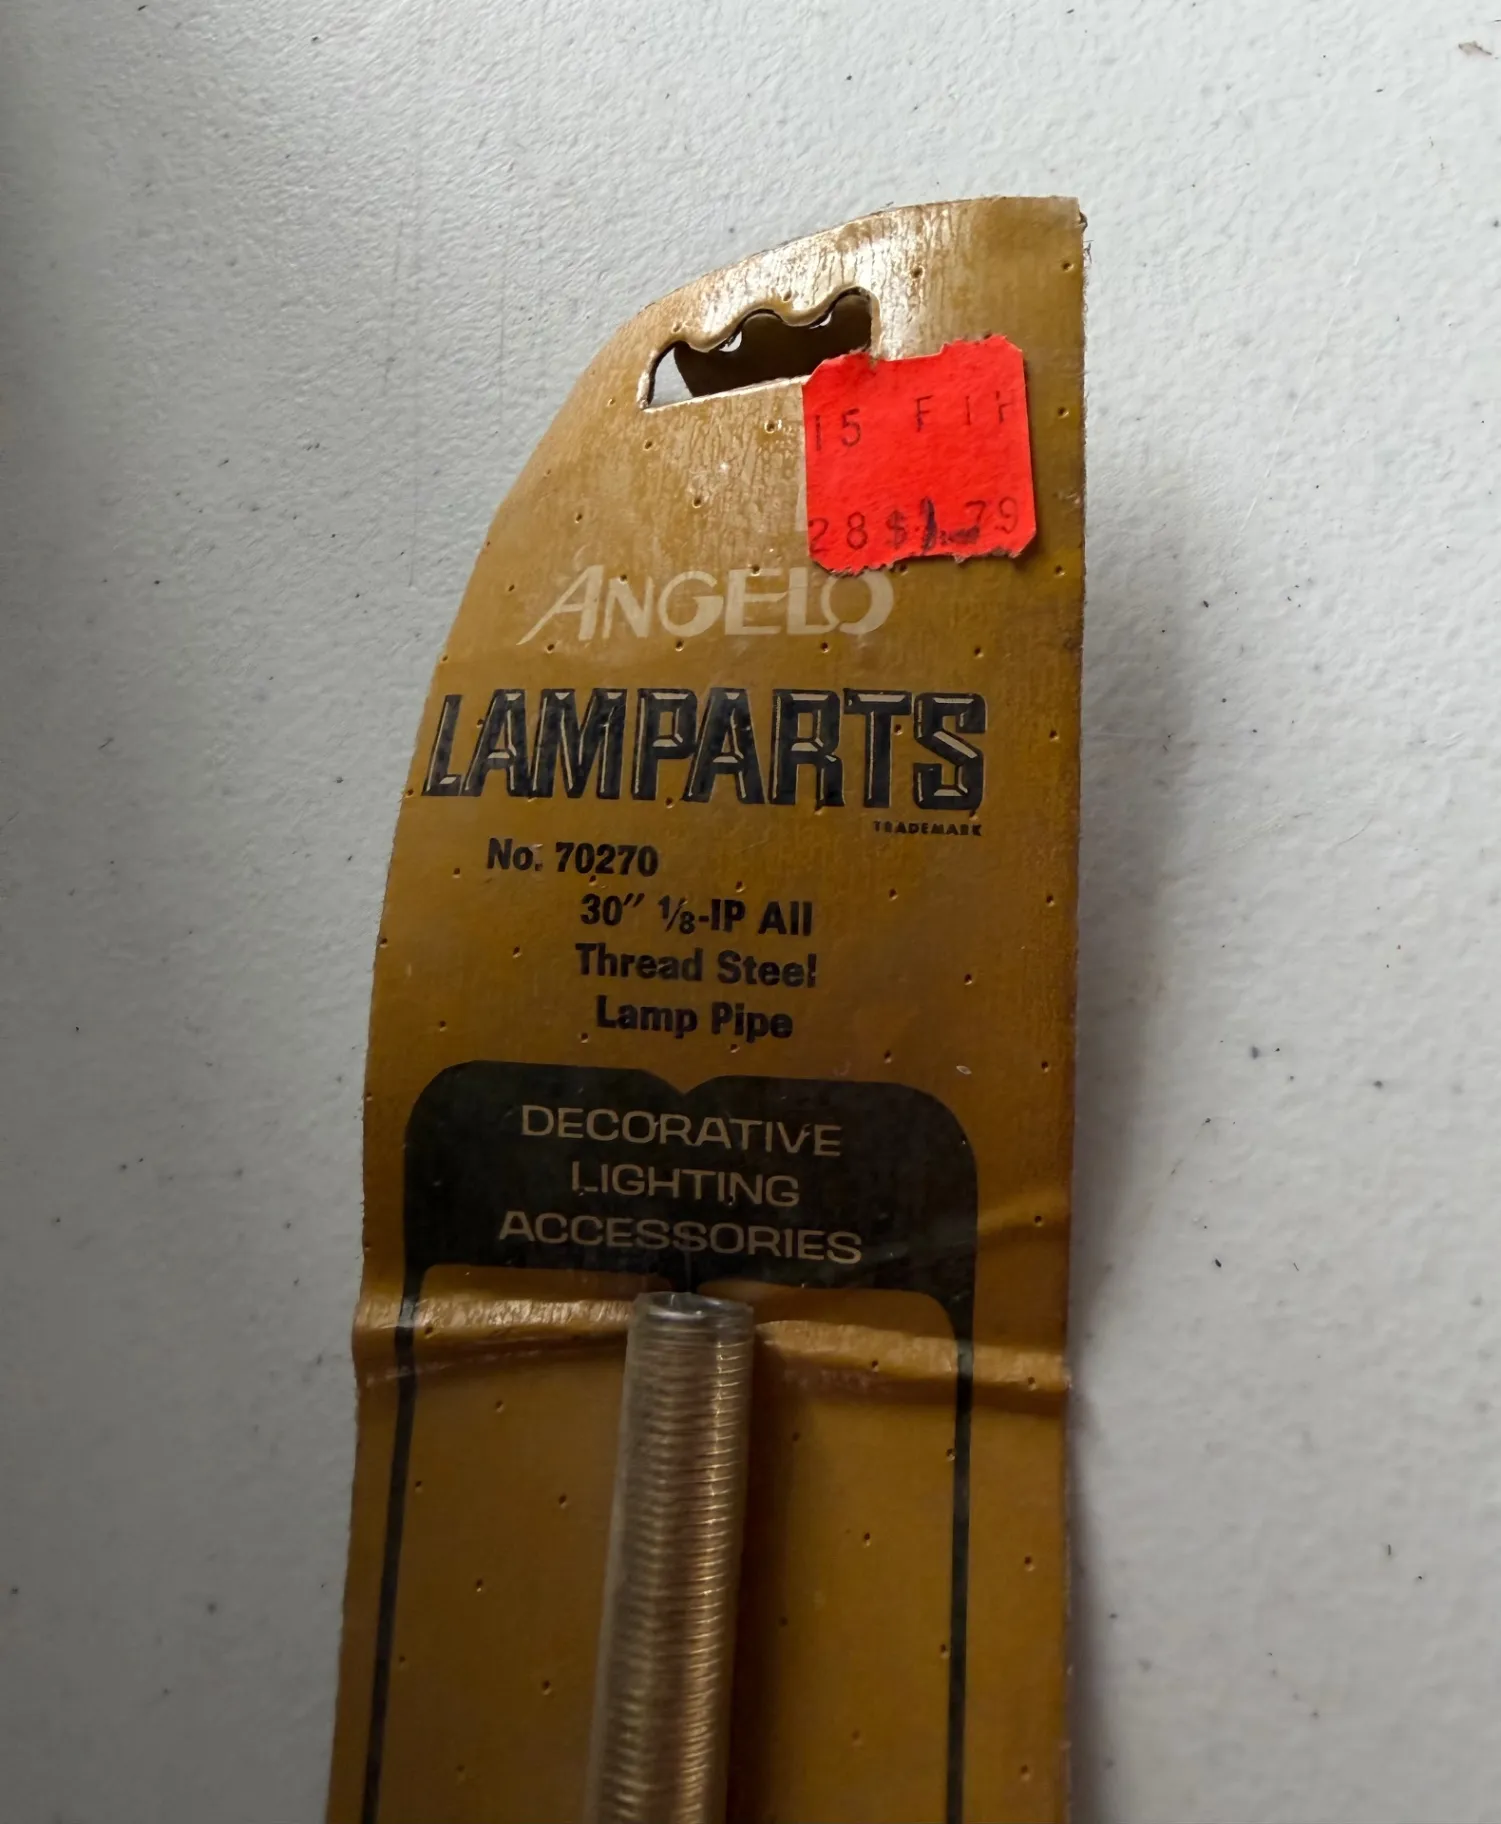 15 FIH
28 $1.79
ANGELO
LAMPARTS
TRADEMARK
No. 70270
30" 1/8-IP All
Thread Steel
Lamp Pipe
DECORATIVE
LIGHTING
ACCESSORIES